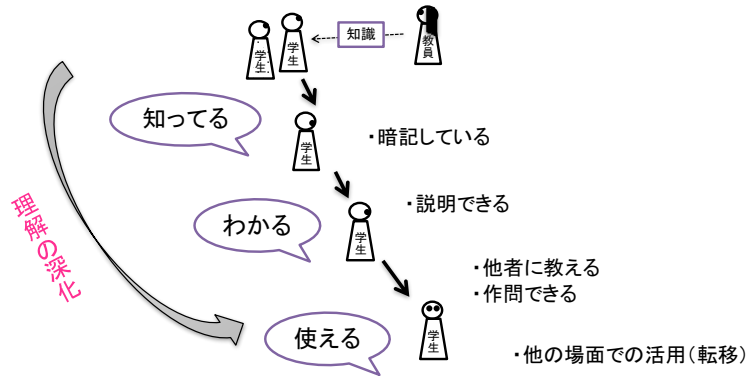 知識
学生
学生
教員
知ってる
学生
・暗記している
・説明できる
わかる
学生
理解の深化
・他者に教える
・作問できる
使える
学生
・他の場面での活用(転移)